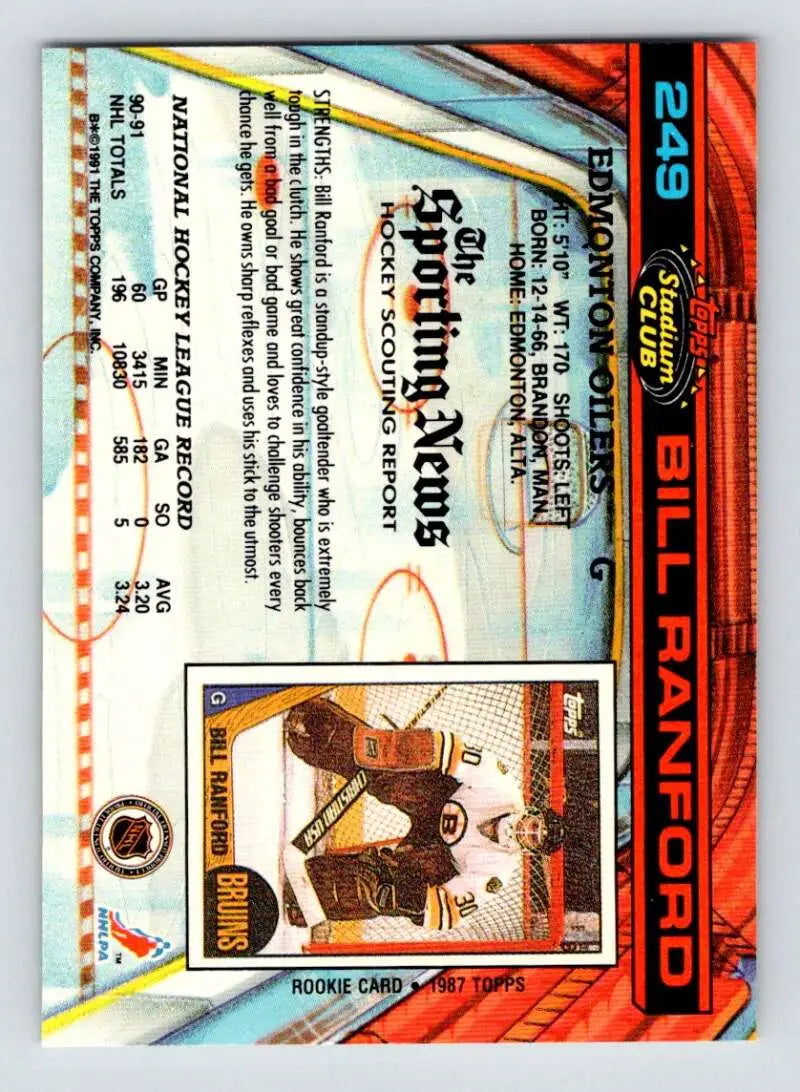 249
Topps
Stadium
CLUB
BILL RANFORD
EDMONTON OILERS G
HT: 5'10" WT: 170 SHOOTS: LEFT
BORN: 12-14-66, BRANDON, MAN.
HOME: EDMONTON, ALTA.
The
Sporting News
HOCKEY SCOUTING REPORT
STRENGTHS: Bill Ranford is a standup-style goaltender who is extremely
tough in the clutch. He shows great confidence in his ability, bounces back
well from a bad goal or bad game and loves to challenge shooters every
chance he gets. He owns sharp reflexes and uses his stick to the utmost.
NATIONAL HOCKEY LEAGUE RECORD
GP MIN GA SO AVG
90-91 60 3415 182 0 3.20
NHL TOTALS 196 10830 585 5 3.24
B*©1991 THE TOPPS COMPANY, INC.
Topps
30
B
30
CHRISTIAN USA
G BILL RANFORD BRUINS
ROOKIE CARD • 1987 TOPPS
NHL
NHLPA ™